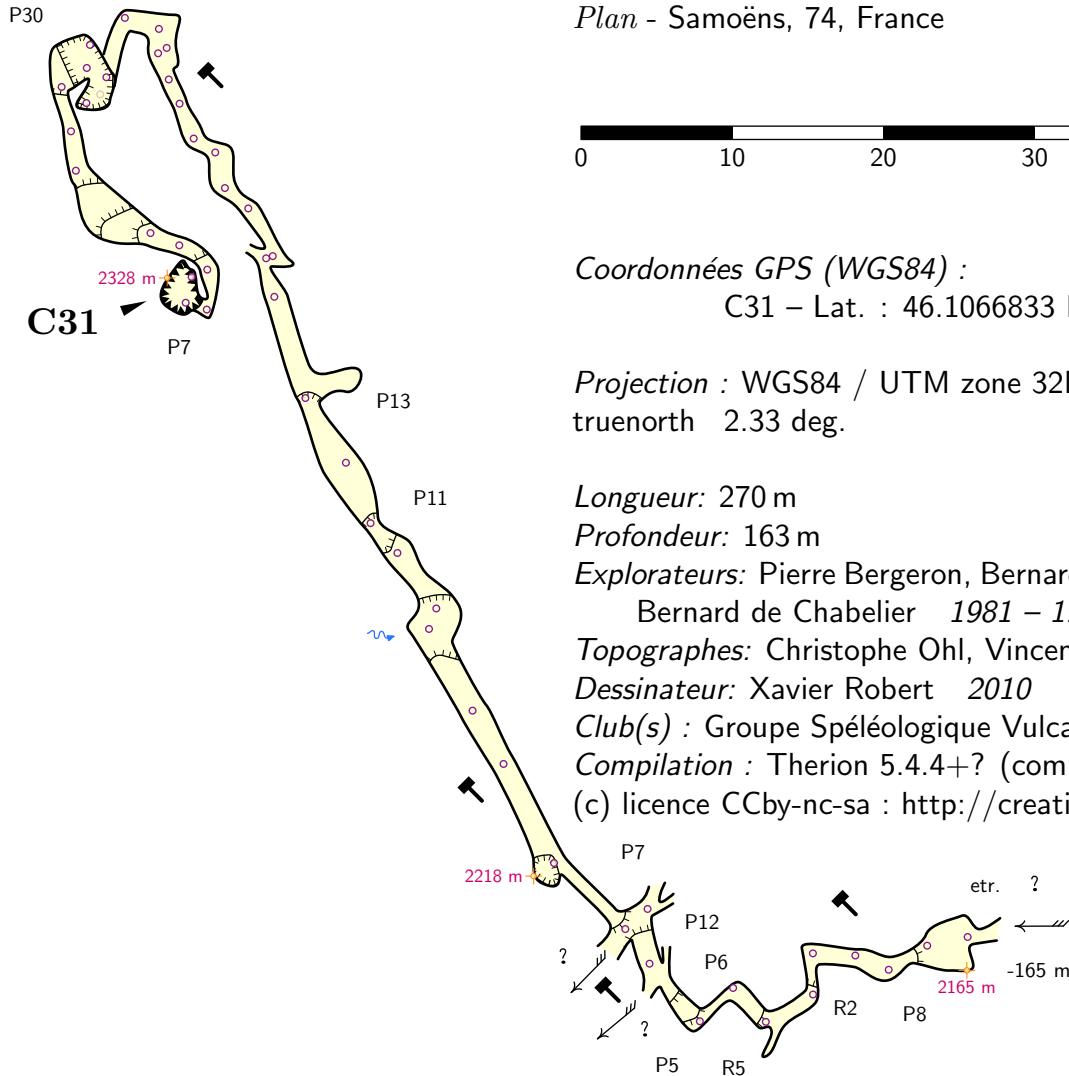 P30
Plan - Samoëns, 74, France
0 10 20 30
2328 m
C31
P7
Coordonnées GPS (WGS84) :
C31 – Lat. : 46.1066833
P13
Projection : WGS84 / UTM zone 32
truenorth 2.33 deg.
P11
Longueur: 270 m
Profondeur: 163 m
Explorateurs: Pierre Bergeron, Bernard
Bernard de Chabelier 1981 – 1
Topographes: Christophe Ohl, Vincen
Dessinateur: Xavier Robert 2010
Club(s) : Groupe Spéléologique Vulca
Compilation : Therion 5.4.4+? (com
(c) licence CCby-nc-sa : http://creati
P7
2218 m
etr. ?
P12
?
P6
-165 m
2165 m
R2
P8
?
P5
R5